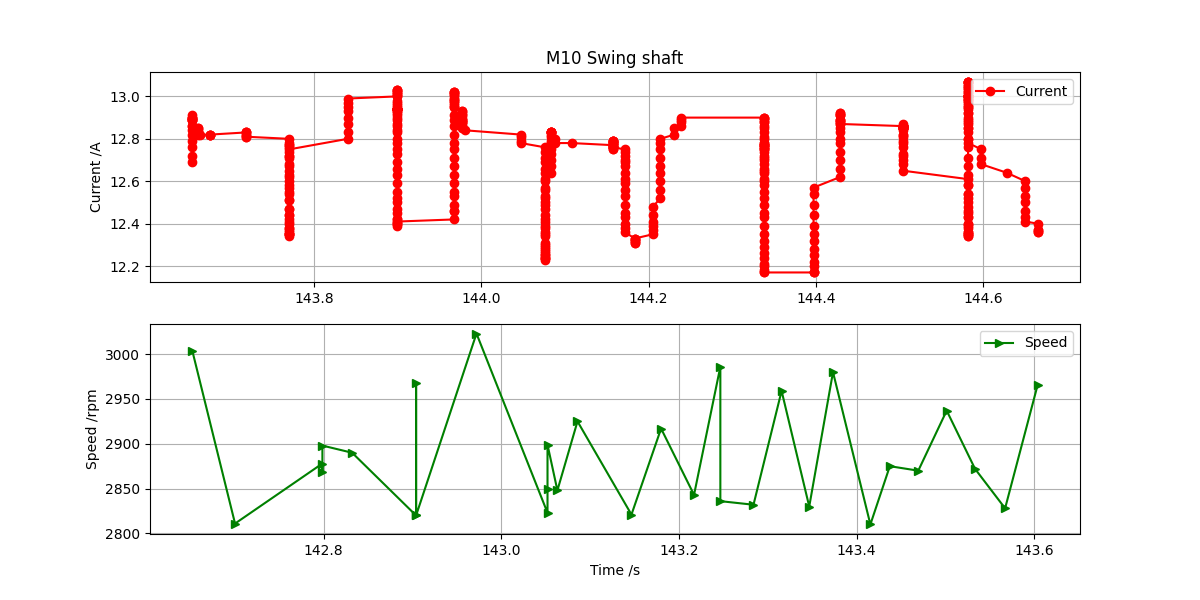 M10 Swing shaft
Current /A
13.0
12.8
12.6
12.4
12.2
Current
143.8 144.0 144.2 144.4 144.6
Speed /rpm
3000
2950
2900
2850
2800
Speed
142.8 143.0 143.2 143.4 143.6
Time /s